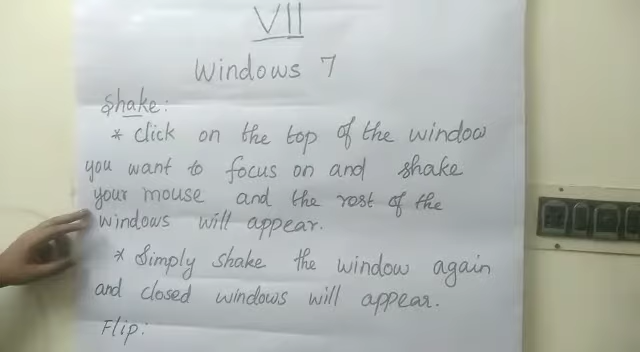 VII
Windows 7
Shake:
* Click on the top of the window
you want to focus on and shake
your mouse and the rest of the
windows will appear.
* Simply shake the window again
and closed windows will appear.
Flip: